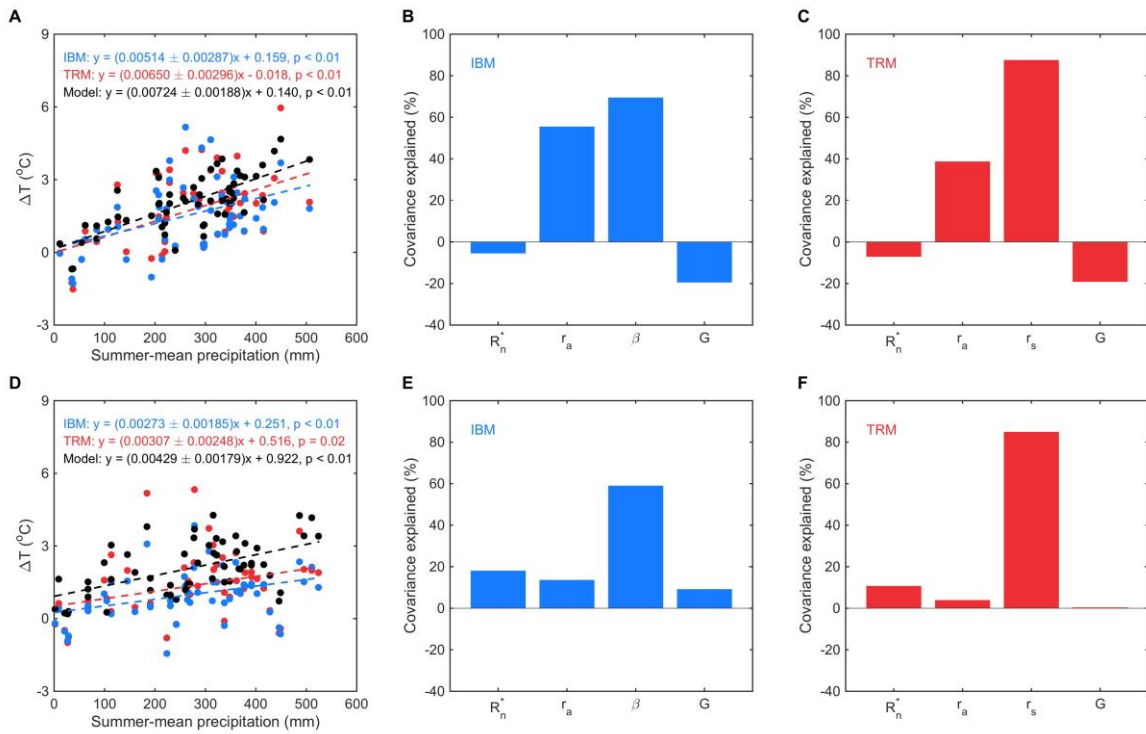 A
IBM: y = (0.00514 ± 0.00287)x + 0.159, p < 0.01
TRM: y = (0.00650 ± 0.00296)x - 0.018, p < 0.01
Model: y = (0.00724 ± 0.00188)x + 0.140, p < 0.01
ΔT (°C)
9
6
3
0
-3
0 100 200 300 400 500 600
Summer-mean precipitation (mm)
B
IBM
Covariance explained (%)
100
80
60
40
20
0
-20
-40
R*n ra β G
C
TRM
Covariance explained (%)
100
80
60
40
20
0
-20
-40
R*n ra rs G
D
IBM: y = (0.00273 ± 0.00185)x + 0.251, p < 0.01
TRM: y = (0.00307 ± 0.00248)x + 0.516, p = 0.02
Model: y = (0.00429 ± 0.00179)x + 0.922, p < 0.01
ΔT (°C)
9
6
3
0
-3
0 100 200 300 400 500 600
Summer-mean precipitation (mm)
E
IBM
Covariance explained (%)
100
80
60
40
20
0
-20
-40
R*n ra β G
F
TRM
Covariance explained (%)
100
80
60
40
20
0
-20
-40
R*n ra rs G